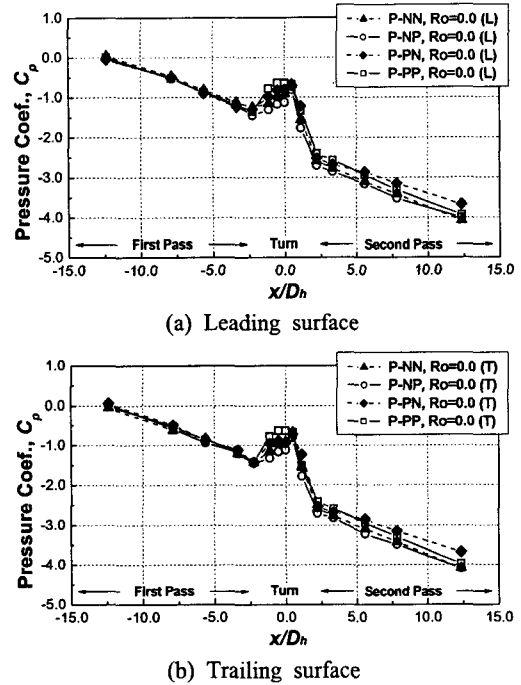 P-NN, Ro=0.0 (L)
P-NP, Ro=0.0 (L)
P-PN, Ro=0.0 (L)
P-PP, Ro=0.0 (L)
Pressure Coef., Cₚ
1.0
0.0
-1.0
-2.0
-3.0
-4.0
-5.0
First Pass
Turn
Second Pass
-15.0 -10.0 -5.0 0.0 5.0 10.0 15.0
x/Dₕ
(a) Leading surface
P-NN, Ro=0.0 (T)
P-NP, Ro=0.0 (T)
P-PN, Ro=0.0 (T)
P-PP, Ro=0.0 (T)
Pressure Coef., Cₚ
1.0
0.0
-1.0
-2.0
-3.0
-4.0
-5.0
First Pass
Turn
Second Pass
-15.0 -10.0 -5.0 0.0 5.0 10.0 15.0
x/Dₕ
(b) Trailing surface